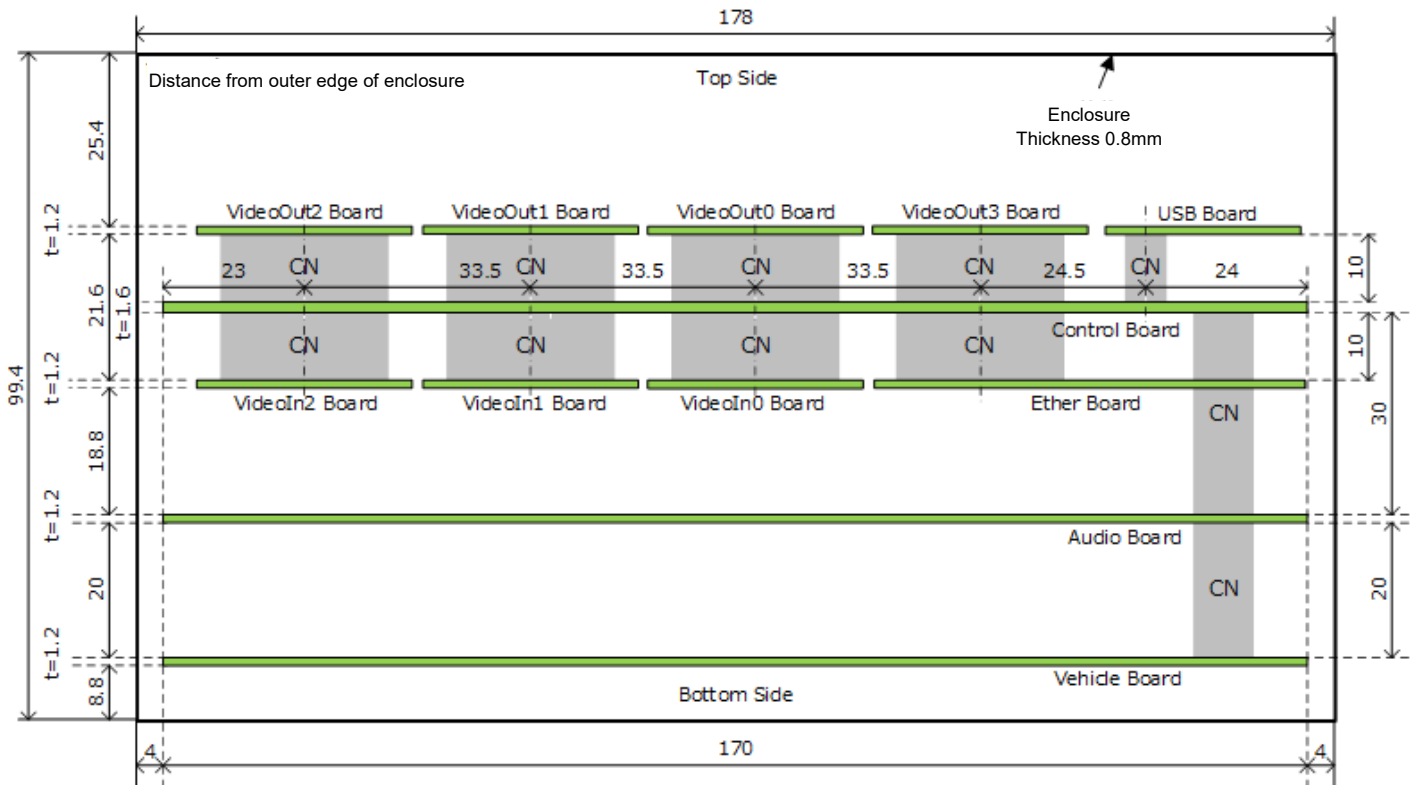 178
Distance from outer edge of enclosure
Top Side
Enclosure
Thickness 0.8mm
25.4
t=1.2
VideoOut2 Board
VideoOut1 Board
VideoOut0 Board
VideoOut3 Board
USB Board
CN
CN
CN
CN
CN
23
33.5
33.5
33.5
24.5
24
10
21.6
t=1.6
Control Board
CN
CN
CN
CN
10
99.4
t=1.2
VideoIn2 Board
VideoIn1 Board
VideoIn0 Board
Ether Board
CN
30
18.8
t=1.2
Audio Board
20
CN
20
t=1.2
Vehicle Board
8.8
Bottom Side
4
170
4